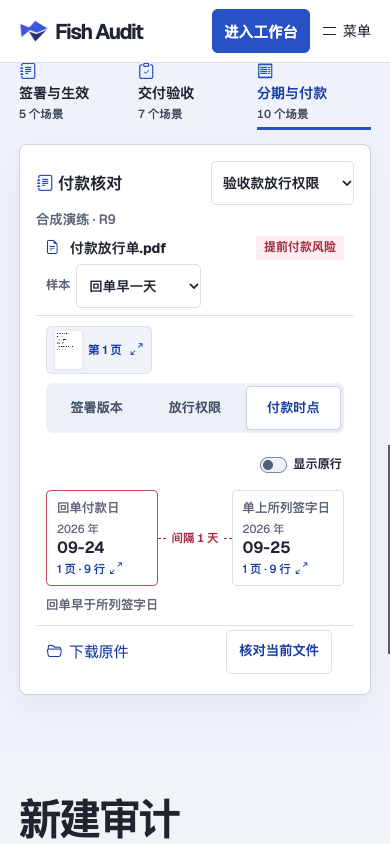 Fish Audit
进入工作台
菜单
签署与生效
5 个场景
交付验收
7 个场景
分期与付款
10 个场景
付款核对
验收款放行权限
合成演练 · R9
付款放行单.pdf
提前付款风险
样本
回单早一天
第 1 页
签署版本
放行权限
付款时点
显示原行
回单付款日
2026 年
09-24
1 页 · 9 行
间隔 1 天
单上所列签字日
2026 年
09-25
1 页 · 9 行
回单早于所列签字日
下载原件
核对当前文件
新建审计